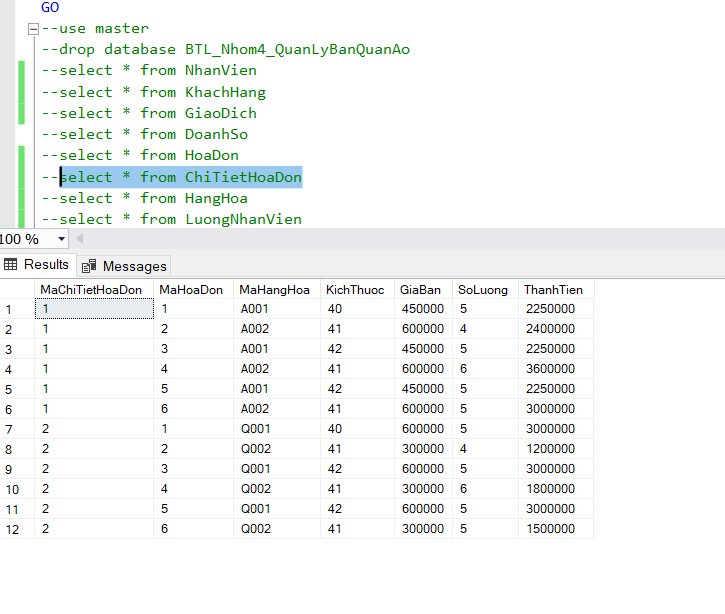 GO
--use master
--drop database BTL_Nhom4_QuanLyBanQuanAo
--select * from NhanVien
--select * from KhachHang
--select * from GiaoDich
--select * from DoanhSo
--select * from HoaDon
--select * from ChiTietHoaDon
--select * from HangHoa
--select * from LuongNhanVien
100 %
Results Messages
MaChiTietHoaDon MaHoaDon MaHangHoa KichThuoc GiaBan SoLuong ThanhTien
1 1 1 A001 40 450000 5 2250000
2 1 2 A002 41 600000 4 2400000
3 1 3 A001 42 450000 5 2250000
4 1 4 A002 41 600000 6 3600000
5 1 5 A001 42 450000 5 2250000
6 1 6 A002 41 600000 5 3000000
7 2 1 Q001 40 600000 5 3000000
8 2 2 Q002 41 300000 4 1200000
9 2 3 Q001 42 600000 5 3000000
10 2 4 Q002 41 300000 6 1800000
11 2 5 Q001 42 600000 5 3000000
12 2 6 Q002 41 300000 5 1500000